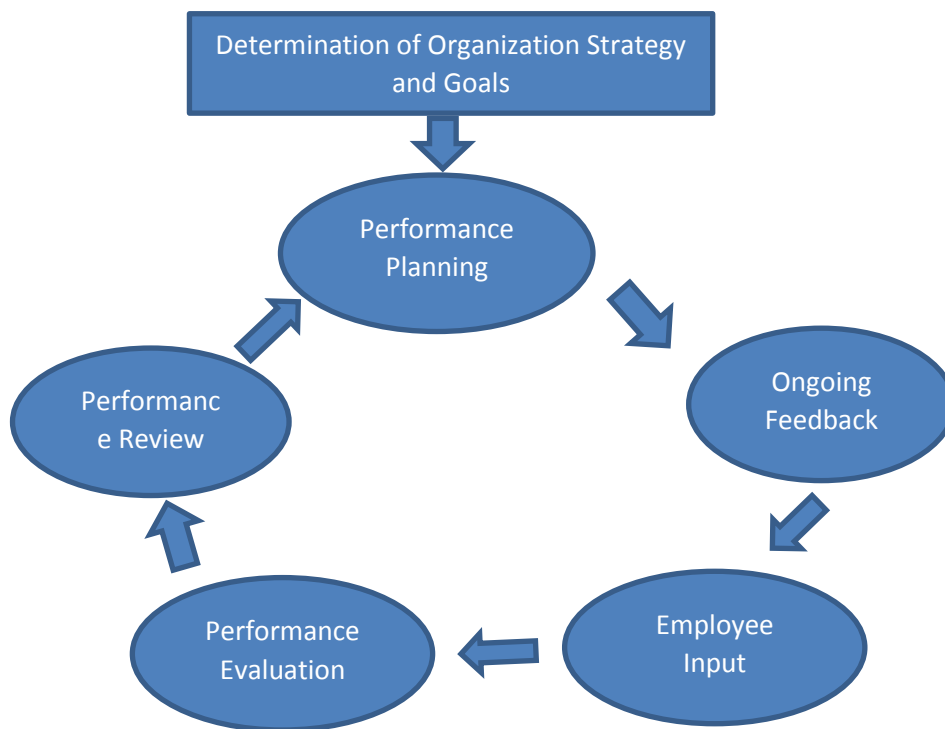 Determination of Organization Strategy
and Goals
Performance
Planning
Ongoing
Feedback
Employee
Input
Performance
Evaluation
Performanc
e Review